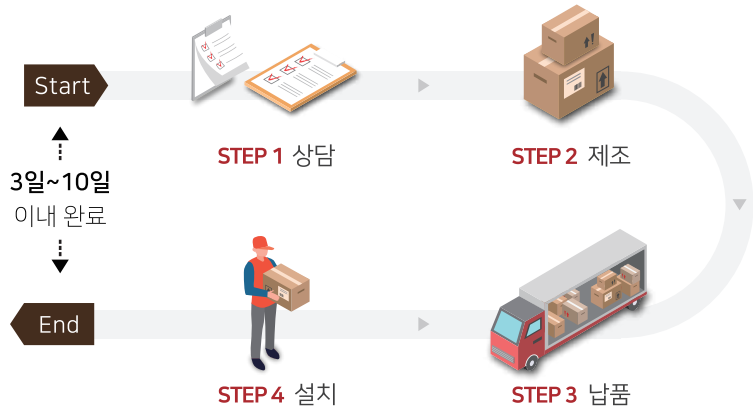 Start
STEP 1 상담
STEP 2 제조
3일~10일
이내 완료
End
STEP 4 설치
STEP 3 납품